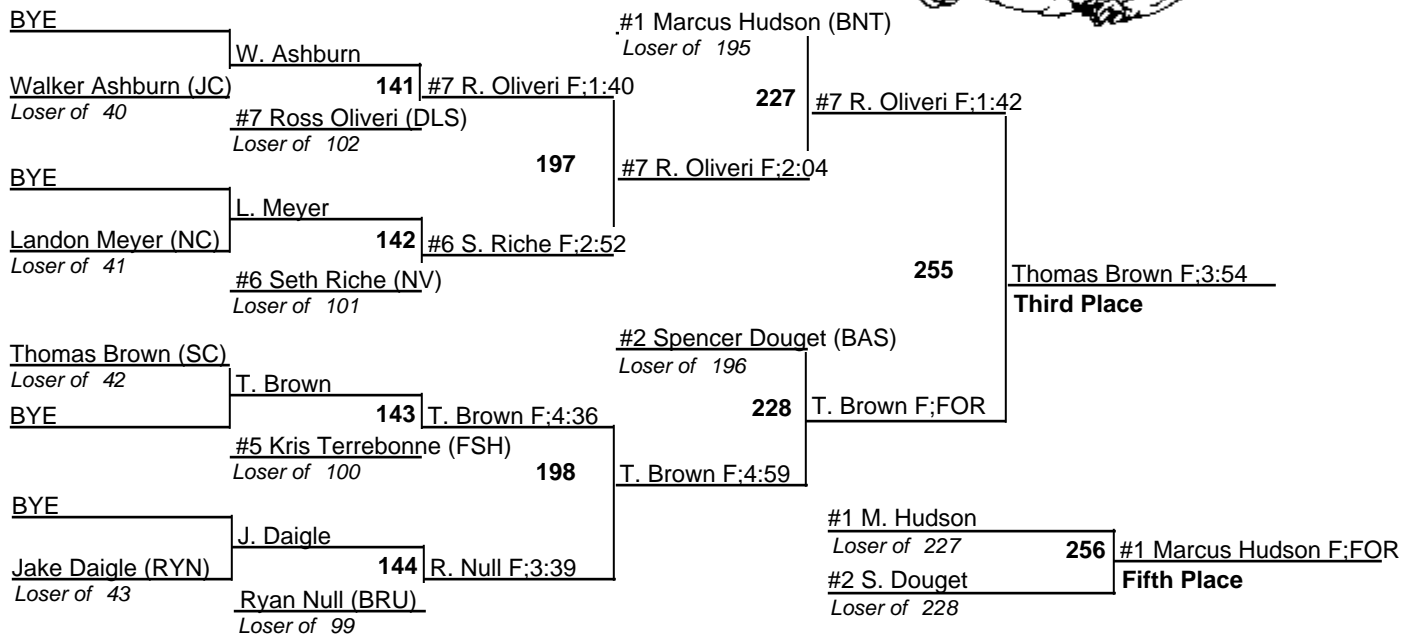 BYE
Walker Ashburn (JC)
Loser of 40
BYE
Landon Meyer (NC)
Loser of 41
Thomas Brown (SC)
Loser of 42
BYE
BYE
Jake Daigle (RYN)
Loser of 43
W. Ashburn
141
#7 Ross Oliveri (DLS)
Loser of 102
L. Meyer
142
#6 Seth Riche (NV)
Loser of 101
T. Brown
143
#5 Kris Terrebonne (FSH)
Loser of 100
J. Daigle
144
Ryan Null (BRU)
Loser of 99
#7 R. Oliveri F;1:40
197
#6 S. Riche F;2:52
T. Brown F;4:36
198
R. Null F;3:39
#1 Marcus Hudson (BNT)
Loser of 195
227
#7 R. Oliveri F;2:04
#2 Spencer Douget (BAS)
Loser of 196
228
T. Brown F;4:59
#7 R. Oliveri F;1:42
255
T. Brown F;FOR
Thomas Brown F;3:54
Third Place
#1 M. Hudson
Loser of 227
256
#2 S. Douget
Loser of 228
#1 Marcus Hudson F;FOR
Fifth Place